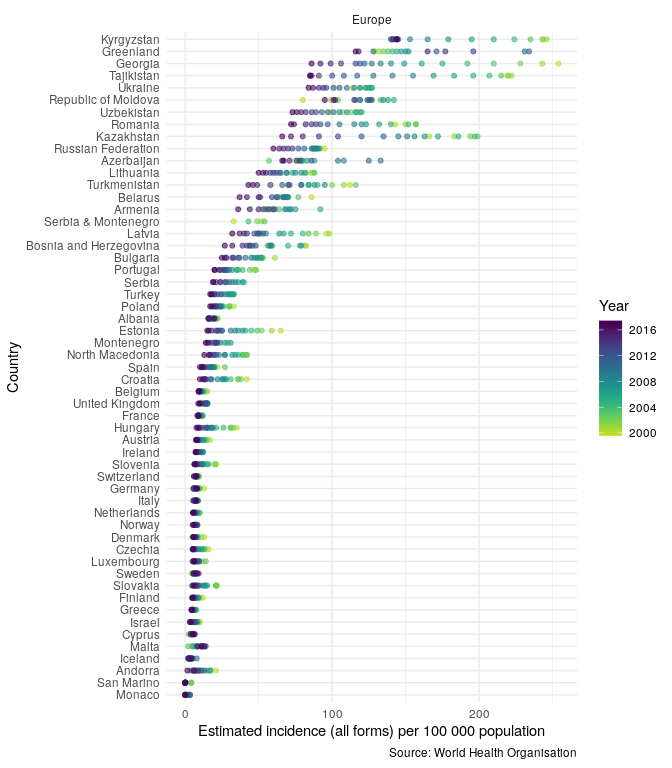 Europe
Kyrgyzstan
Greenland
Georgia
Tajikistan
Ukraine
Republic of Moldova
Uzbekistan
Romania
Kazakhstan
Russian Federation
Azerbaijan
Lithuania
Turkmenistan
Belarus
Armenia
Serbia & Montenegro
Latvia
Bosnia and Herzegovina
Bulgaria
Portugal
Serbia
Turkey
Poland
Albania
Estonia
Montenegro
North Macedonia
Spain
Croatia
Belgium
United Kingdom
France
Hungary
Austria
Ireland
Slovenia
Switzerland
Germany
Italy
Netherlands
Norway
Denmark
Czechia
Luxembourg
Sweden
Slovakia
Finland
Greece
Israel
Cyprus
Malta
Iceland
Andorra
San Marino
Monaco
Country
0 100 200
Estimated incidence (all forms) per 100 000 population
Source: World Health Organisation
Year
2016
2012
2008
2004
2000